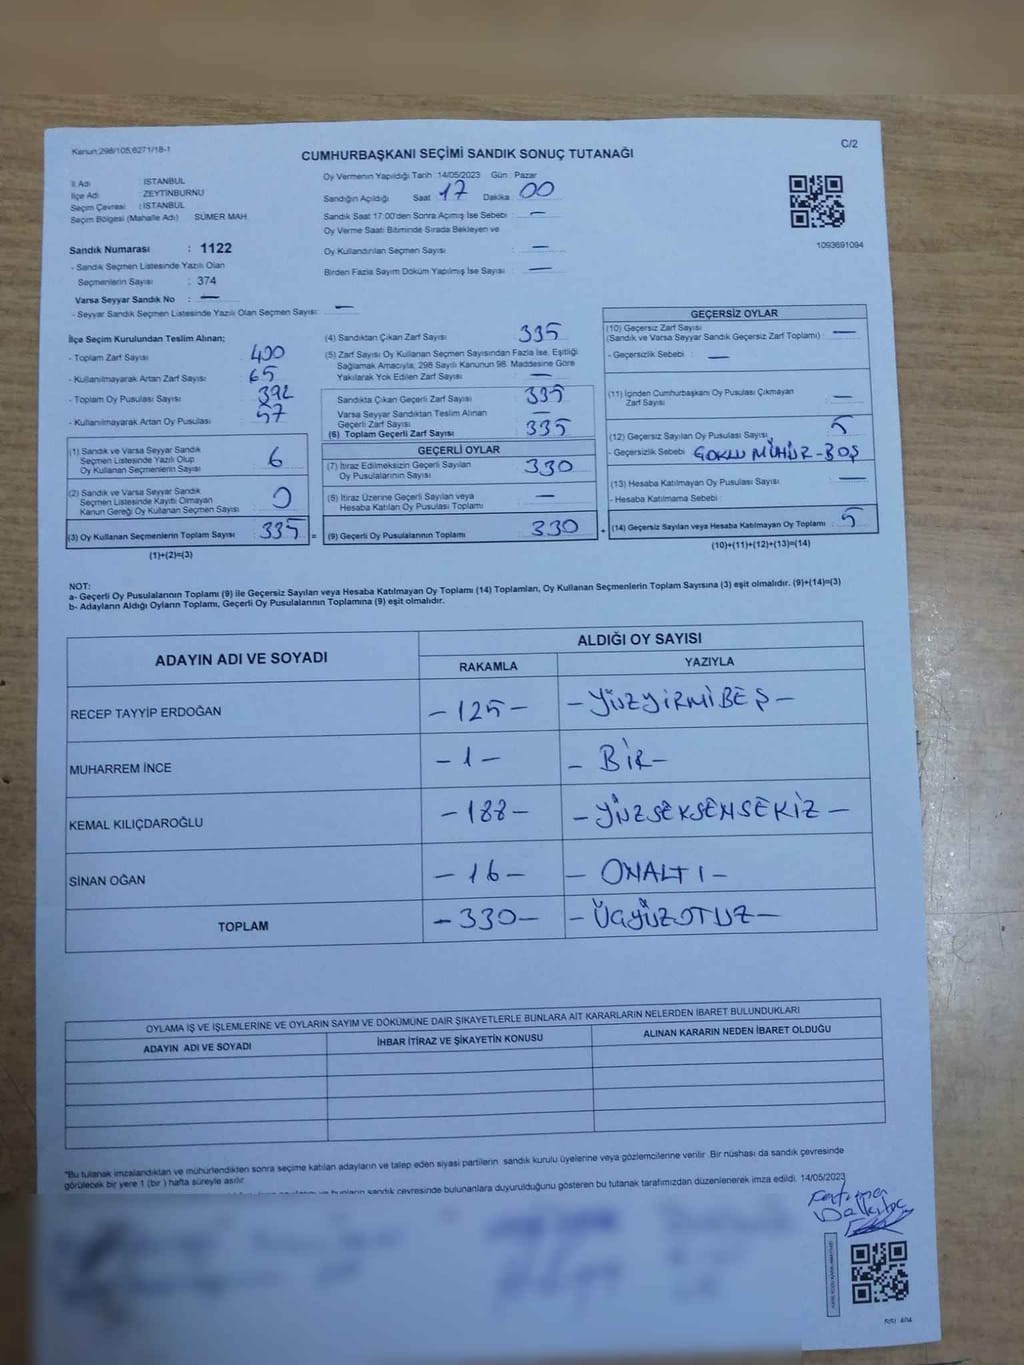 Kanun:298/105,6271/18-1
C/2
CUMHURBAŞKANI SEÇİMİ SANDIK SONUÇ TUTANAĞI
İl Adı : İSTANBUL
İlçe Adı : ZEYTİNBURNU
Seçim Çevresi : İSTANBUL
Seçim Bölgesi (Mahalle Adı) SÜMER MAH.
Sandık Numarası : 1122
- Sandık Seçmen Listesinde Yazılı Olan
Seçmenlerin Sayısı : 374
Varsa Seyyar Sandık No : —
- Seyyar Sandık Seçmen Listesinde Yazılı Olan Seçmen Sayısı: —
Oy Vermenin Yapıldığı Tarih :14/05/2023 Gün : Pazar
Sandığın Açıldığı Saat 17 Dakika 00
Sandık Saat 17:00'den Sonra Açımış İse Sebebi : —
Oy Verme Saati Bitiminde Sırada Bekleyen ve
Oy Kullandırılan Seçmen Sayısı : —
Birden Fazla Sayım Döküm Yapılmış İse Sayısı : —
1093691094
İlçe Seçim Kurulundan Teslim Alınan;
- Toplam Zarf Sayısı : 400
- Kullanılmayarak Artan Zarf Sayısı : 65
- Toplam Oy Pusulası Sayısı : 392
- Kullanılmayarak Artan Oy Pusulası : 57
(1) Sandık ve Varsa Seyyar Sandık
Seçmen Listesinde Yazılı Olup
Oy Kullanan Seçmenlerin Sayısı : 6
(2) Sandık ve Varsa Seyyar Sandık
Seçmen Listesinde Kayıtlı Olmayan
Kanun Gereği Oy Kullanan Seçmen Sayısı :
(3) Oy Kullanan Seçmenlerin Toplam Sayısı : 335 =
(1)+(2)=(3)
(4) Sandıktan Çıkan Zarf Sayısı : 335
(5) Zarf Sayısı Oy Kullanan Seçmen Sayısından Fazla İse, Eşitliği
Sağlamak Amacıyla, 298 Sayılı Kanunun 98. Maddesine Göre
Yakılarak Yok Edilen Zarf Sayısı : —
Sandıkta Çıkan Geçerli Zarf Sayısı : 335
Varsa Seyyar Sandıktan Teslim Alınan
Geçerli Zarf Sayısı : —
(6) Toplam Geçerli Zarf Sayısı : 335
GEÇERLİ OYLAR
(7) İtiraz Edilmeksizin Geçerli Sayılan
Oy Pusulalarının Sayısı : 330
(8) İtiraz Üzerine Geçerli Sayılan veya
Hesaba Katılan Oy Pusulası Toplamı : —
(9) Geçerli Oy Pusulalarının Toplamı : 330 +
GEÇERSİZ OYLAR
(10) Geçersiz Zarf Sayısı
(Sandık ve Varsa Seyyar Sandık Geçersiz Zarf Toplamı) : —
- Geçersizlik Sebebi : —
(11) İçinden Cumhurbaşkanı Oy Pusulası Çıkmayan
Zarf Sayısı : —
(12) Geçersiz Sayılan Oy Pusulası Sayısı : 5
- Geçersizlik Sebebi ÇOKLU MÜHÜR-BOŞ
(13) Hesaba Katılmayan Oy Pusulası Sayısı : —
- Hesaba Katılmama Sebebi :
(14) Geçersiz Sayılan veya Hesaba Katılmayan Oy Toplamı : 5
(10)+(11)+(12)+(13)=(14)
NOT:
a- Geçerli Oy Pusulalarının Toplamı (9) ile Geçersiz Sayılan veya Hesaba Katılmayan Oy Toplamı (14) Toplamları, Oy Kullanan Seçmenlerin Toplam Sayısına (3) eşit olmalıdır. (9)+(14)=(3)
b- Adayların Aldığı Oyların Toplamı, Geçerli Oy Pusulalarının Toplamına (9) eşit olmalıdır.
ADAYIN ADI VE SOYADI
ALDIĞI OY SAYISI
RAKAMLA YAZIYLA
RECEP TAYYİP ERDOĞAN -125- -YÜZYİRMİBEŞ-
MUHARREM İNCE -1- -BİR-
KEMAL KILIÇDAROĞLU -188- -YÜZSEKSENSEKİZ-
SİNAN OĞAN -16- -ONALTI-
TOPLAM -330- -ÜÇYÜZOTUZ-
OYLAMA İŞ VE İŞLEMLERİNE VE OYLARIN SAYIM VE DÖKÜMÜNE DAİR ŞİKAYETLERLE BUNLARA AİT KARARLARIN NELERDEN İBARET BULUNDUKLARI
ADAYIN ADI VE SOYADI İHBAR İTİRAZ VE ŞİKAYETİN KONUSU ALINAN KARARIN NEDEN İBARET OLDUĞU
"Bu tutanak imzalandıktan ve mühürlendikten sonra seçime katılan adayların ve talep eden siyasi partilerin sandık kurulu üyelerine veya gözlemcilerine verilir. Bir nüshası da sandık çevresinde
görülecek bir yere 1 (bir) hafta süreyle asılır.
bunların sandık çevresinde bulunanlara duyurulduğunu gösteren bu tutanak tarafımızdan düzenlenerek imza edildi. 14/05/2023
Fatma